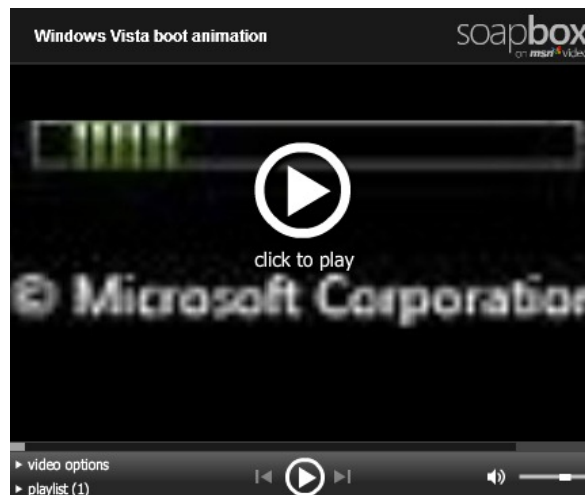 Windows Vista boot animation
soapbox
on msn video
click to play
© Microsoft Corporation
video options
playlist (1)